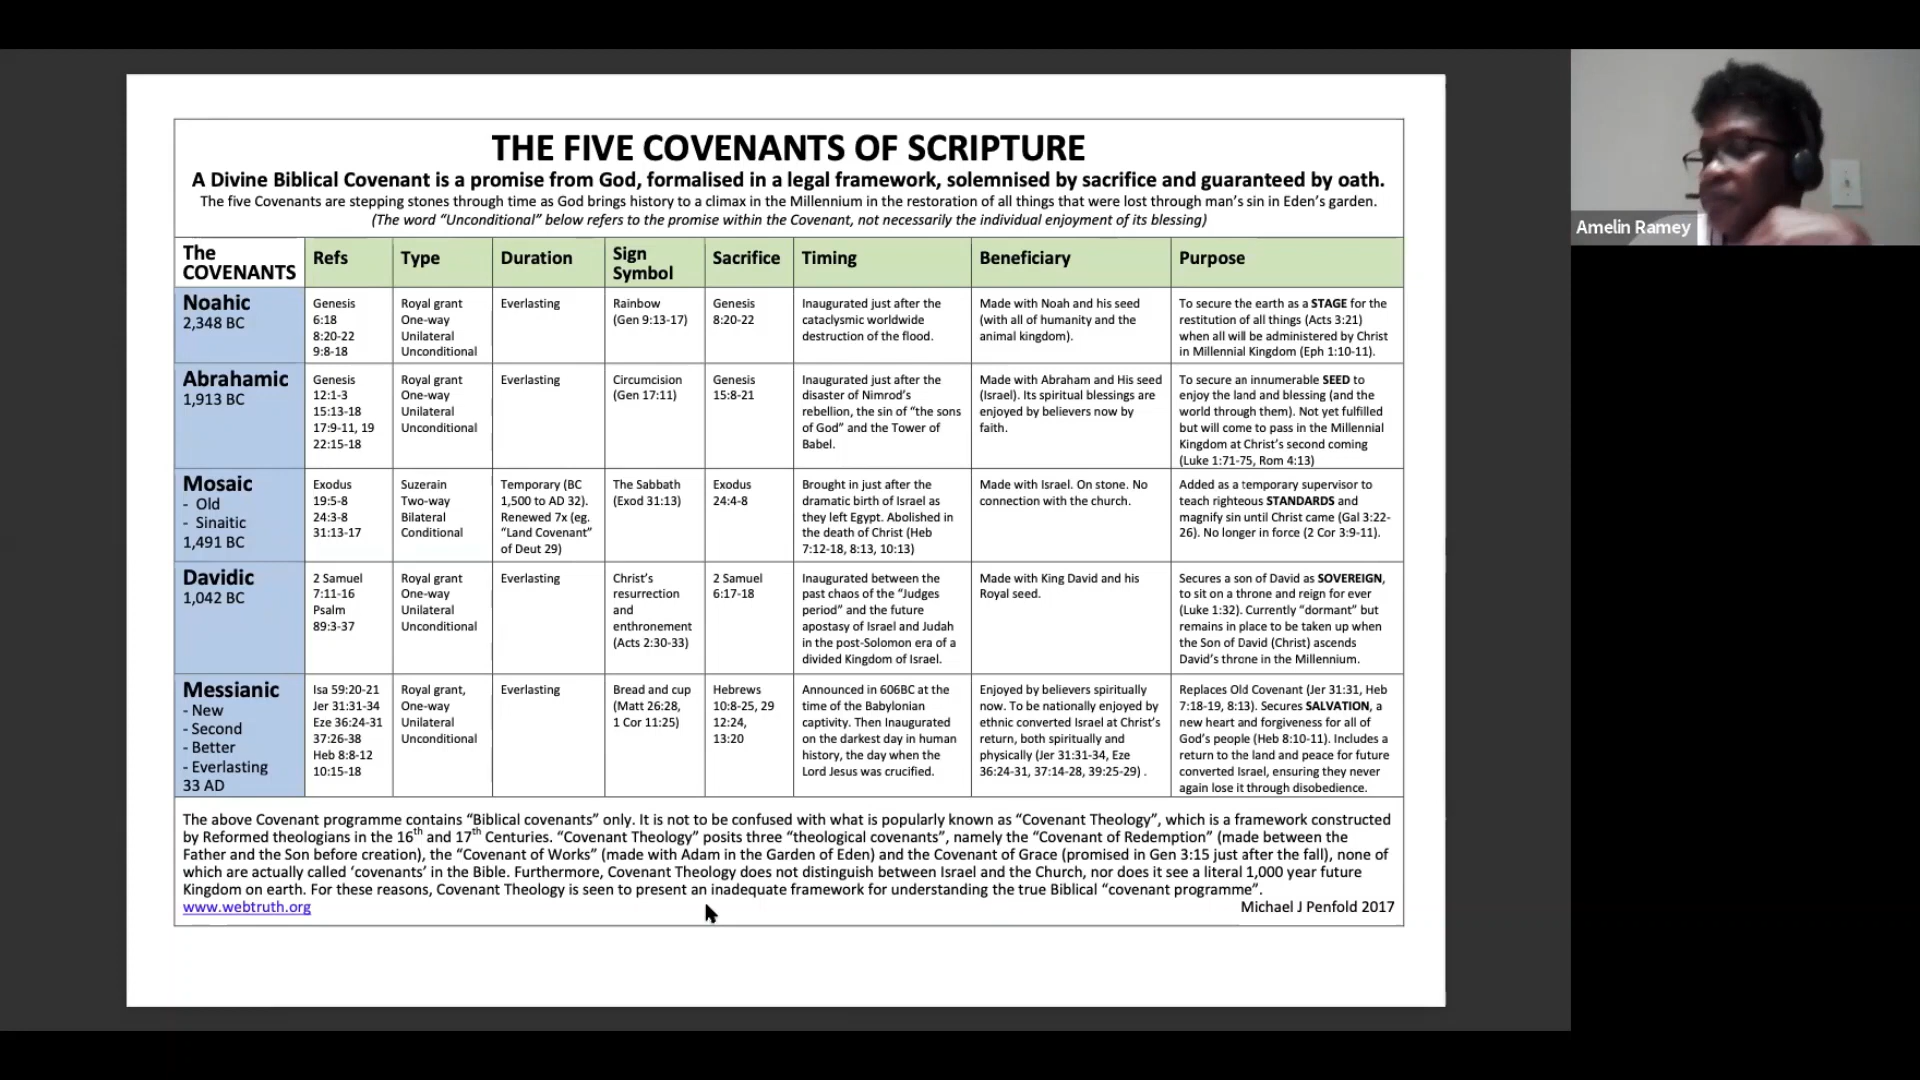 THE FIVE COVENANTS OF SCRIPTURE
A Divine Biblical Covenant is a promise from God, formalised in a legal framework, solemnised by sacrifice and guaranteed by oath.
The five Covenants are stepping stones through time as God brings history to a climax in the Millennium in the restoration of all things that were lost through man's sin in Eden's garden.
(The word "Unconditional" below refers to the promise within the Covenant, not necessarily the individual enjoyment of its blessing)
The
COVENANTS
Refs
Type
Duration
Sign
Symbol
Sacrifice
Timing
Beneficiary
Purpose
Noahic
2,348 BC
Genesis
6:18
8:20-22
9:8-18
Royal grant
One-way
Unilateral
Unconditional
Everlasting
Rainbow
(Gen 9:13-17)
Genesis
8:20-22
Inaugurated just after the
cataclysmic worldwide
destruction of the flood.
Made with Noah and his seed
(with all of humanity and the
animal kingdom).
To secure the earth as a STAGE for the
restitution of all things (Acts 3:21)
when all will be administered by Christ
in Millennial Kingdom (Eph 1:10-11).
Abrahamic
1,913 BC
Genesis
12:1-3
15:13-18
17:9-11, 19
22:15-18
Royal grant
One-way
Unilateral
Unconditional
Everlasting
Circumcision
(Gen 17:11)
Genesis
15:8-21
Inaugurated just after the
disaster of Nimrod's
rebellion, the sin of "the sons
of God" and the Tower of
Babel.
Made with Abraham and His seed
(Israel). Its spiritual blessings are
enjoyed by believers now by
faith.
To secure an innumerable SEED to
enjoy the land and blessing (and the
world through them). Not yet fulfilled
but will come to pass in the Millennial
Kingdom at Christ's second coming
(Luke 1:71-75, Rom 4:13)
Mosaic
- Old
- Sinaitic
1,491 BC
Exodus
19:5-8
24:3-8
31:13-17
Suzerain
Two-way
Bilateral
Conditional
Temporary (BC
1,500 to AD 32).
Renewed 7x (eg.
"Land Covenant"
of Deut 29)
The Sabbath
(Exod 31:13)
Exodus
24:4-8
Brought in just after the
dramatic birth of Israel as
they left Egypt. Abolished in
the death of Christ (Heb
7:12-18, 8:13, 10:13)
Made with Israel. On stone. No
connection with the church.
Added as a temporary supervisor to
teach righteous STANDARDS and
magnify sin until Christ came (Gal 3:22-
26). No longer in force (2 Cor 3:9-11).
Davidic
1,042 BC
2 Samuel
7:11-16
Psalm
89:3-37
Royal grant
One-way
Unilateral
Unconditional
Everlasting
Christ's
resurrection
and
enthronement
(Acts 2:30-33)
2 Samuel
6:17-18
Inaugurated between the
past chaos of the "Judges
period" and the future
apostasy of Israel and Judah
in the post-Solomon era of a
divided Kingdom of Israel.
Made with King David and his
Royal seed.
Secures a son of David as SOVEREIGN,
to sit on a throne and reign for ever
(Luke 1:32). Currently "dormant" but
remains in place to be taken up when
the Son of David (Christ) ascends
David's throne in the Millennium.
Messianic
- New
- Second
- Better
- Everlasting
33 AD
Isa 59:20-21
Jer 31:31-34
Eze 36:24-31
37:26-38
Heb 8:8-12
10:15-18
Royal grant,
One-way
Unilateral
Unconditional
Everlasting
Bread and cup
(Matt 26:28,
1 Cor 11:25)
Hebrews
10:8-25, 29
12:24,
13:20
Announced in 606BC at the
time of the Babylonian
captivity. Then Inaugurated
on the darkest day in human
history, the day when the
Lord Jesus was crucified.
Enjoyed by believers spiritually
now. To be nationally enjoyed by
ethnic converted Israel at Christ's
return, both spiritually and
physically (Jer 31:31-34, Eze
36:24-31, 37:14-28, 39:25-29) .
Replaces Old Covenant (Jer 31:31, Heb
7:18-19, 8:13). Secures SALVATION, a
new heart and forgiveness for all of
God's people (Heb 8:10-11). Includes a
return to the land and peace for future
converted Israel, ensuring they never
again lose it through disobedience.
The above Covenant programme contains "Biblical covenants" only. It is not to be confused with what is popularly known as "Covenant Theology", which is a framework constructed
by Reformed theologians in the 16th and 17th Centuries. "Covenant Theology" posits three "theological covenants", namely the "Covenant of Redemption" (made between the
Father and the Son before creation), the "Covenant of Works" (made with Adam in the Garden of Eden) and the Covenant of Grace (promised in Gen 3:15 just after the fall), none of
which are actually called 'covenants' in the Bible. Furthermore, Covenant Theology does not distinguish between Israel and the Church, nor does it see a literal 1,000 year future
Kingdom on earth. For these reasons, Covenant Theology is seen to present an inadequate framework for understanding the true Biblical "covenant programme".
www.webtruth.org
Michael J Penfold 2017
Amelin Ramey